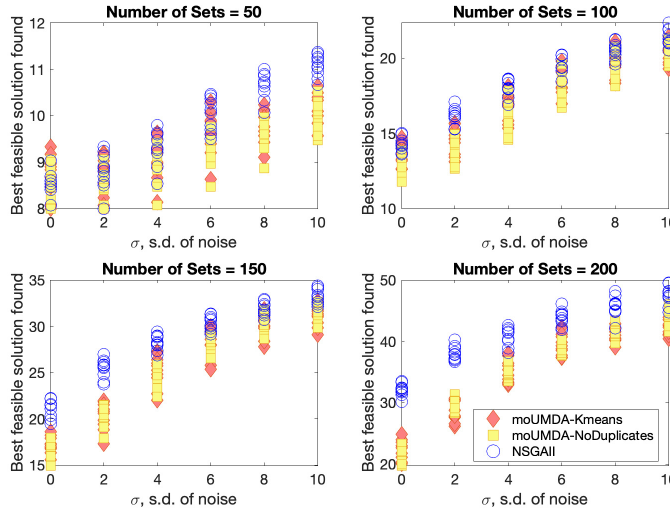 Number of Sets = 50
12
11
10
9
8
Best feasible solution found
0 2 4 6 8 10
σ, s.d. of noise
Number of Sets = 100
20
15
10
Best feasible solution found
0 2 4 6 8 10
σ, s.d. of noise
Number of Sets = 150
35
30
25
20
15
Best feasible solution found
0 2 4 6 8 10
σ, s.d. of noise
Number of Sets = 200
50
40
30
20
Best feasible solution found
0 2 4 6 8 10
σ, s.d. of noise
moUMDA-Kmeans
moUMDA-NoDuplicates
NSGAII